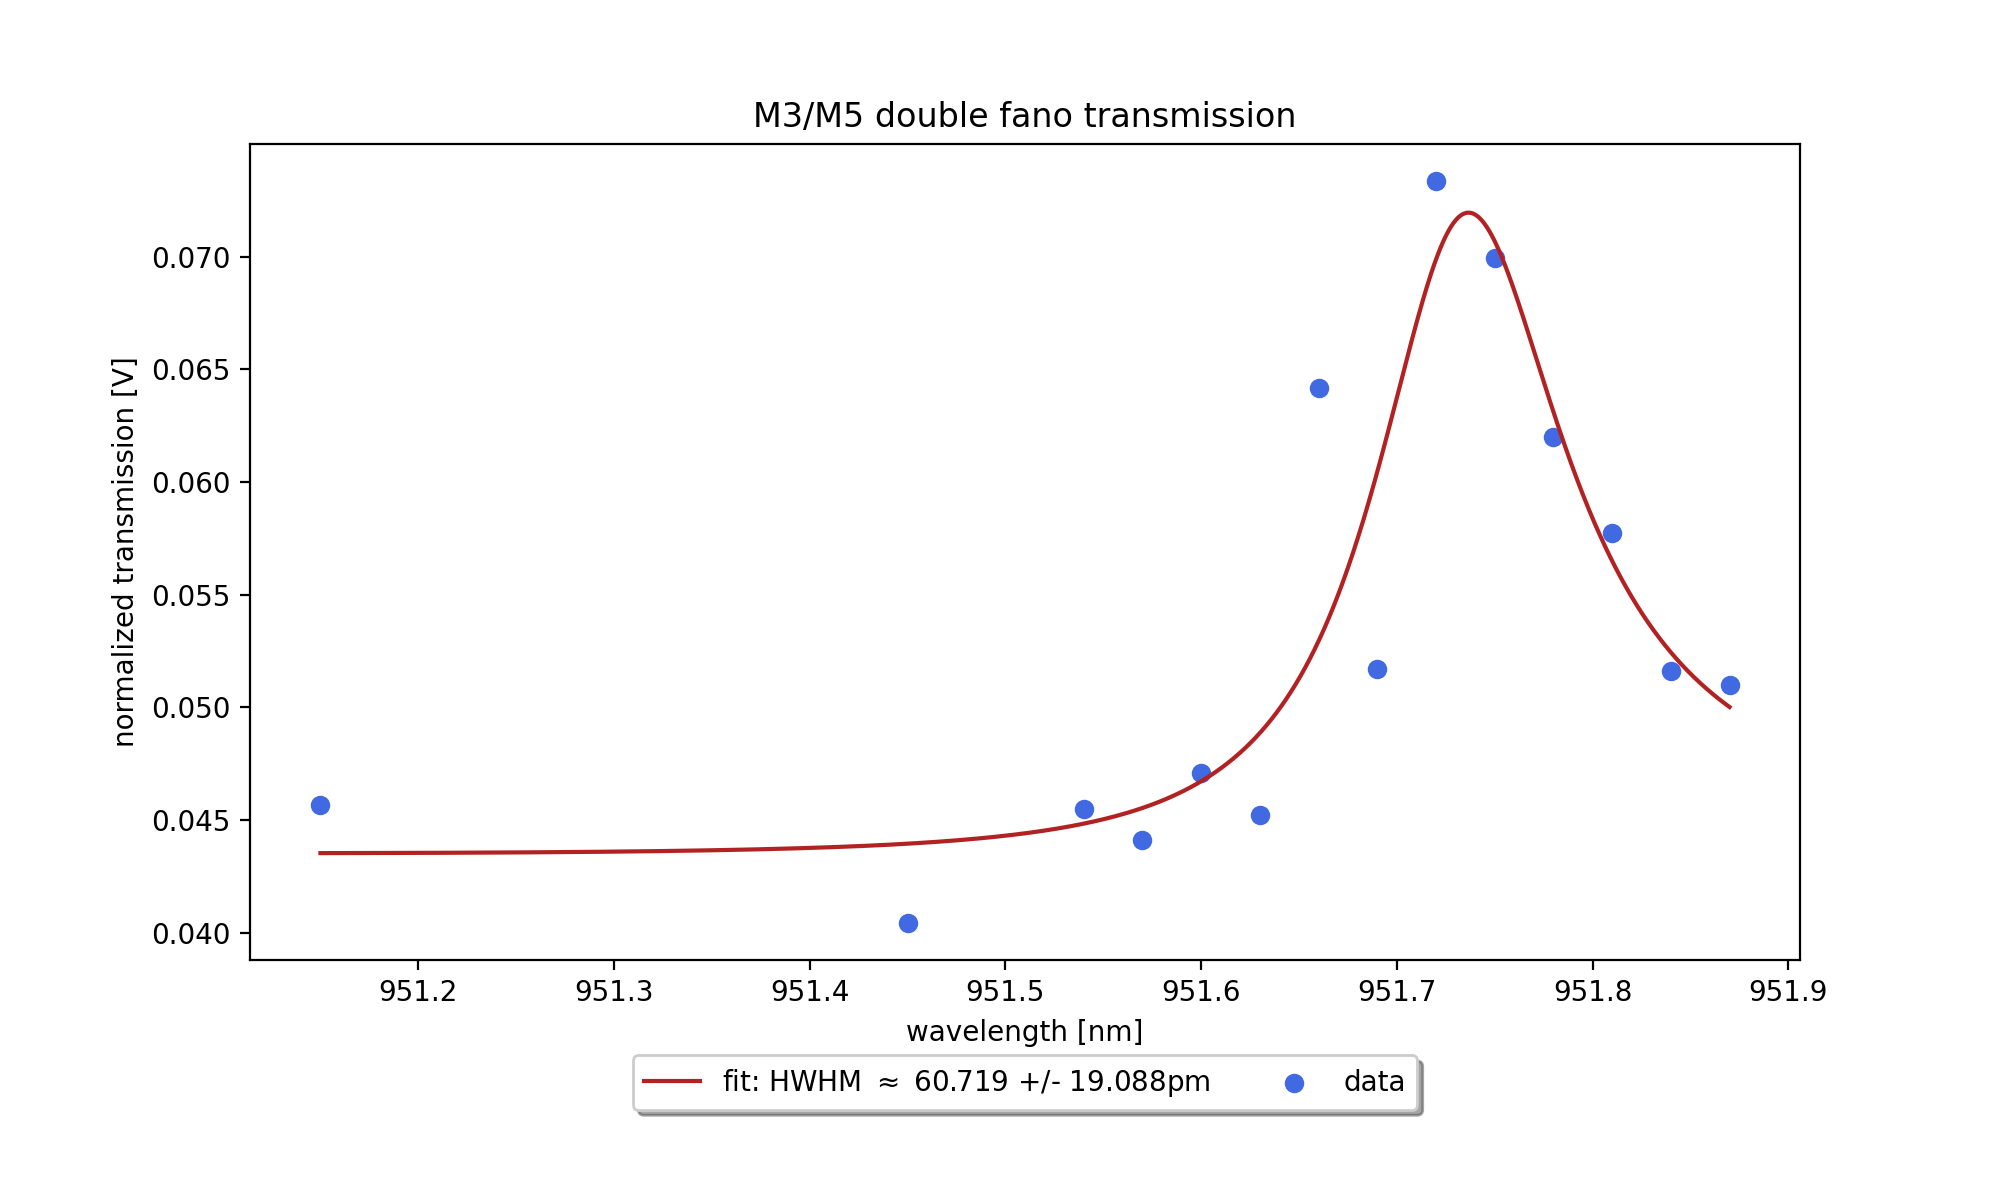 M3/M5 double fano transmission
normalized transmission [V]
0.070
0.065
0.060
0.055
0.050
0.045
0.040
951.2 951.3 951.4 951.5 951.6 951.7 951.8 951.9
wavelength [nm]
fit: HWHM ≈ 60.719 +/- 19.088pm data